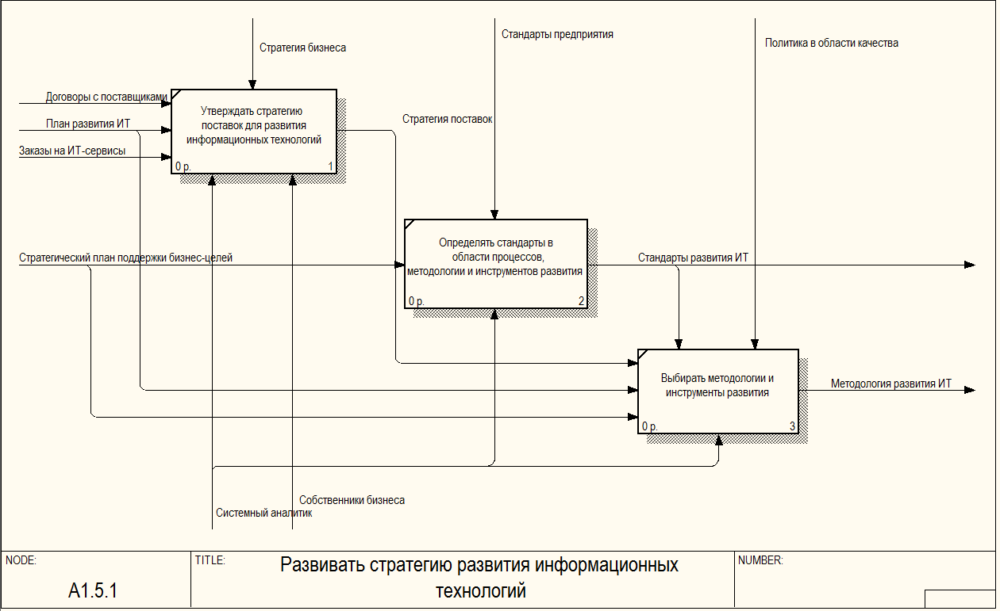 Стратегия бизнеса
Стандарты предприятия
Политика в области качества
Договоры с поставщиками
План развития ИТ
Заказы на ИТ-сервисы
Утверждать стратегию
поставок для развития
информационных технологий
0 р.
1
Стратегия поставок
Стратегический план поддержки бизнес-целей
Определять стандарты в
области процессов,
методологии и инструментов развития
0 р.
2
Стандарты развития ИТ
Выбирать методологии и
инструменты развития
0 р.
3
Методология развития ИТ
Собственники бизнеса
Системный аналитик
NODE:
A1.5.1
TITLE:
Развивать стратегию развития информационных
технологий
NUMBER: